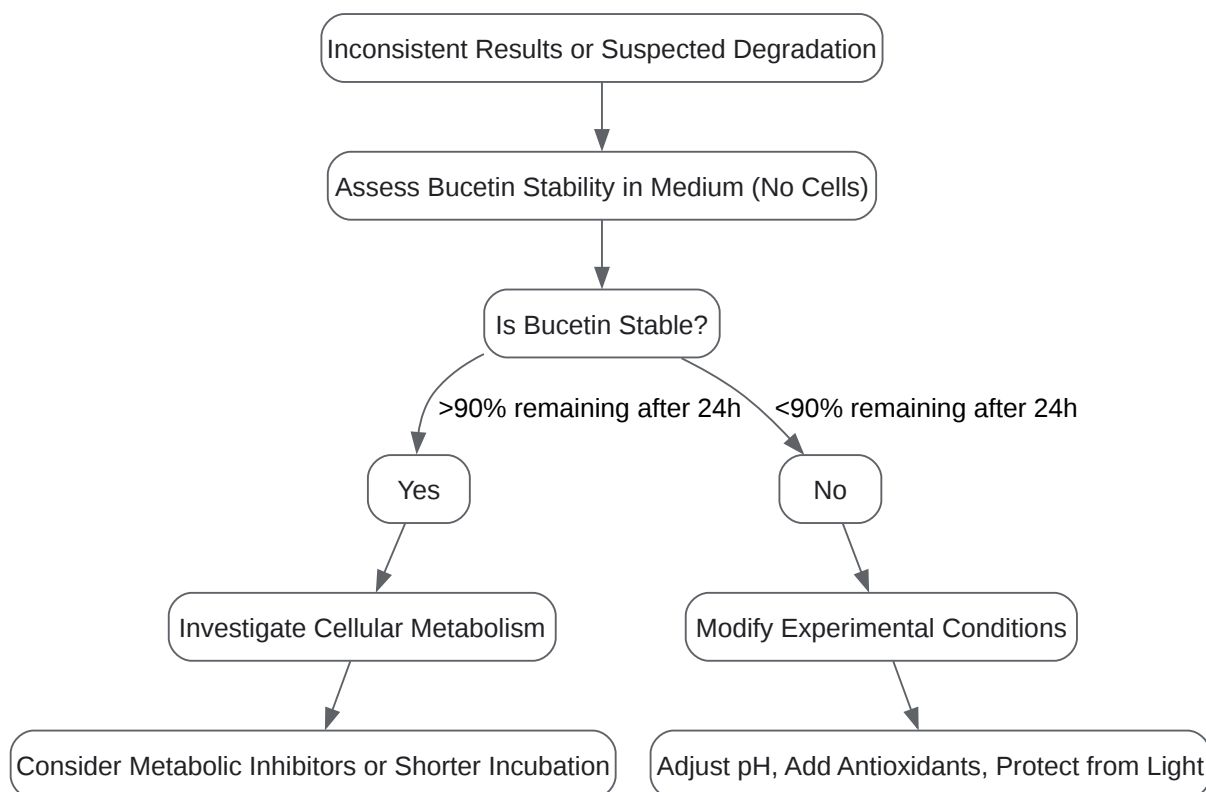 Inconsistent Results or Suspected Degradation
Assess Bucetin Stability in Medium (No Cells)
Is Bucetin Stable?
>90% remaining after 24h
<90% remaining after 24h
Yes
No
Investigate Cellular Metabolism
Modify Experimental Conditions
Consider Metabolic Inhibitors or Shorter Incubation
Adjust pH, Add Antioxidants, Protect from Light